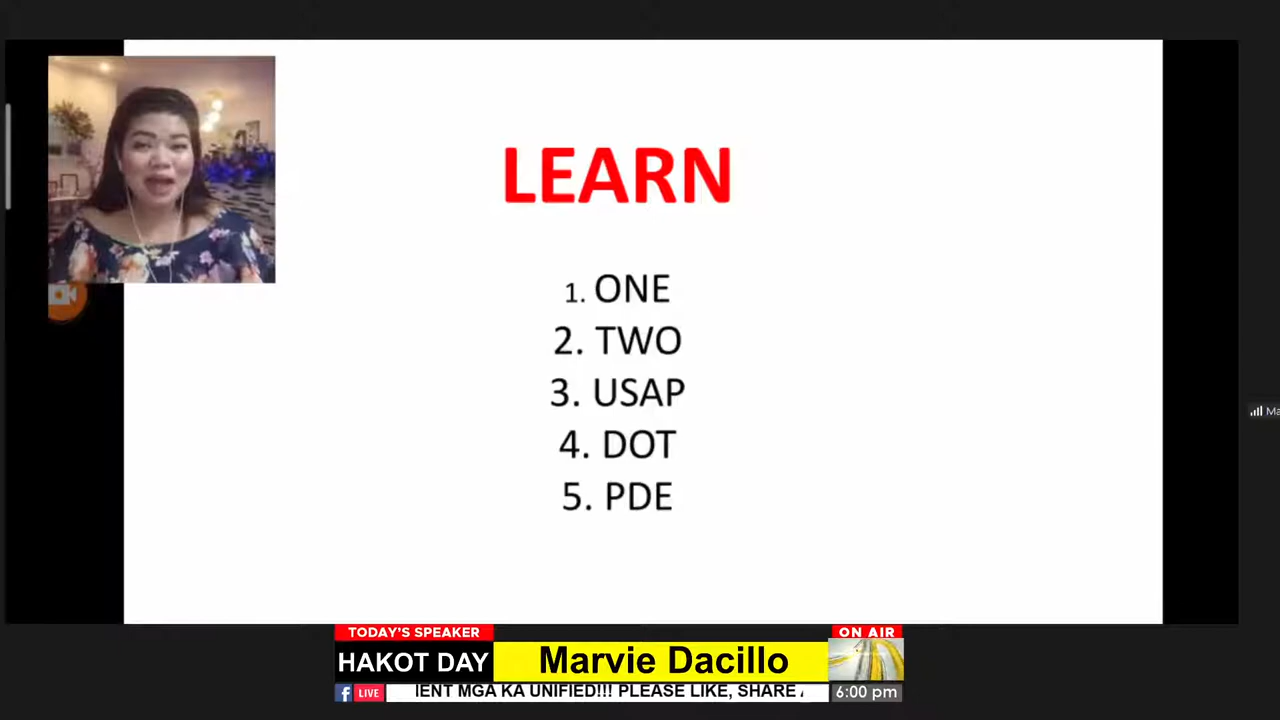 LEARN
1. ONE
2. TWO
3. USAP
4. DOT
5. PDE
Ma
TODAY'S SPEAKER
ON AIR
HAKOT DAY
Marvie Dacillo
f LIVE
IENT MGA KA UNIFIED!!! PLEASE LIKE, SHARE
6:00 pm